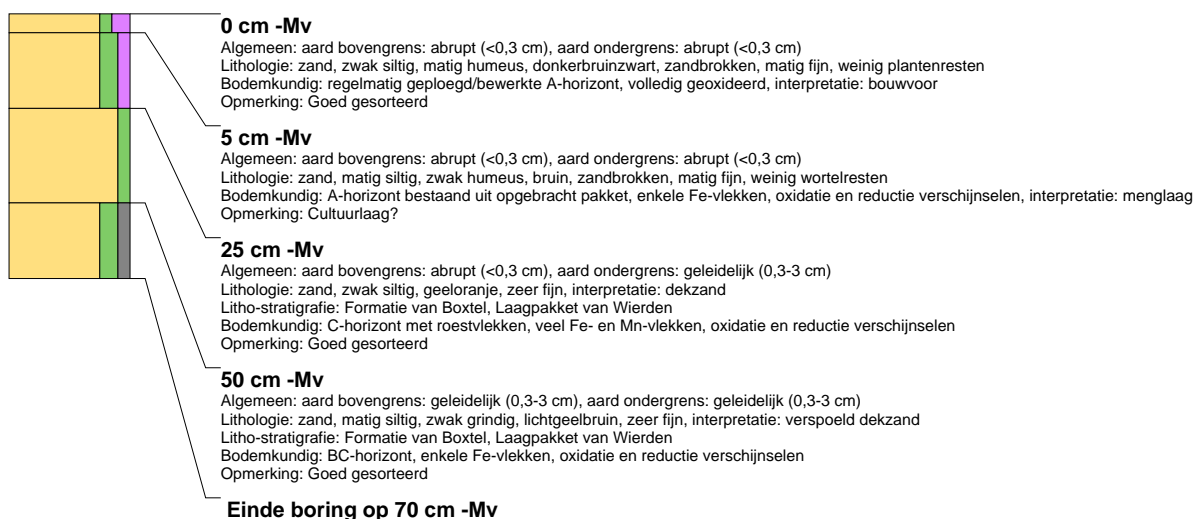 0 cm -Mv
Algemeen: aard bovengrens: abrupt (<0,3 cm), aard ondergrens: abrupt (<0,3 cm)
Lithologie: zand, zwak siltig, matig humeus, donkerbruinzwart, zandbrokken, matig fijn, weinig plantenresten
Bodemkundig: regelmatig geploegd/bewerkte A-horizont, volledig geoxideerd, interpretatie: bouwvoor
Opmerking: Goed gesorteerd
5 cm -Mv
Algemeen: aard bovengrens: abrupt (<0,3 cm), aard ondergrens: abrupt (<0,3 cm)
Lithologie: zand, matig siltig, zwak humeus, bruin, zandbrokken, matig fijn, weinig wortelresten
Bodemkundig: A-horizont bestaand uit opgebracht pakket, enkele Fe-vlekken, oxidatie en reductie verschijnselen, interpretatie: menglaag
Opmerking: Cultuurlaag?
25 cm -Mv
Algemeen: aard bovengrens: abrupt (<0,3 cm), aard ondergrens: geleidelijk (0,3-3 cm)
Lithologie: zand, zwak siltig, geeloranje, zeer fijn, interpretatie: dekzand
Litho-stratigrafie: Formatie van Boxtel, Laagpakket van Wierden
Bodemkundig: C-horizont met roestvlekken, veel Fe- en Mn-vlekken, oxidatie en reductie verschijnselen
Opmerking: Goed gesorteerd
50 cm -Mv
Algemeen: aard bovengrens: geleidelijk (0,3-3 cm), aard ondergrens: geleidelijk (0,3-3 cm)
Lithologie: zand, matig siltig, zwak grindig, lichtgeelbruin, zeer fijn, interpretatie: verspoeld dekzand
Litho-stratigrafie: Formatie van Boxtel, Laagpakket van Wierden
Bodemkundig: BC-horizont, enkele Fe-vlekken, oxidatie en reductie verschijnselen
Opmerking: Goed gesorteerd
Einde boring op 70 cm -Mv